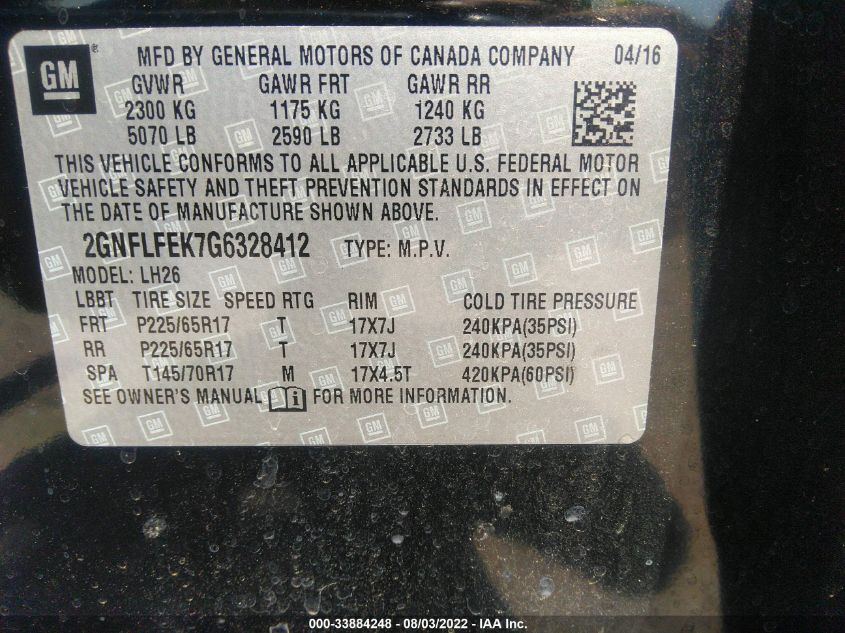 GM ® MFD BY GENERAL MOTORS OF CANADA COMPANY 04/16
GVWR GAWR FRT GAWR RR
2300 KG 1175 KG 1240 KG
5070 LB 2590 LB 2733 LB
THIS VEHICLE CONFORMS TO ALL APPLICABLE U.S. FEDERAL MOTOR
VEHICLE SAFETY AND THEFT PREVENTION STANDARDS IN EFFECT ON
THE DATE OF MANUFACTURE SHOWN ABOVE.
2GNFLFEK7G6328412 TYPE: M.P.V.
MODEL: LH26
LBBT TIRE SIZE SPEED RTG RIM COLD TIRE PRESSURE
FRT P225/65R17 T 17X7J 240KPA(35PSI)
RR P225/65R17 T 17X7J 240KPA(35PSI)
SPA T145/70R17 M 17X4.5T 420KPA(60PSI)
SEE OWNER'S MANUAL i FOR MORE INFORMATION.
000-33884248 - 08/03/2022 - IAA Inc.